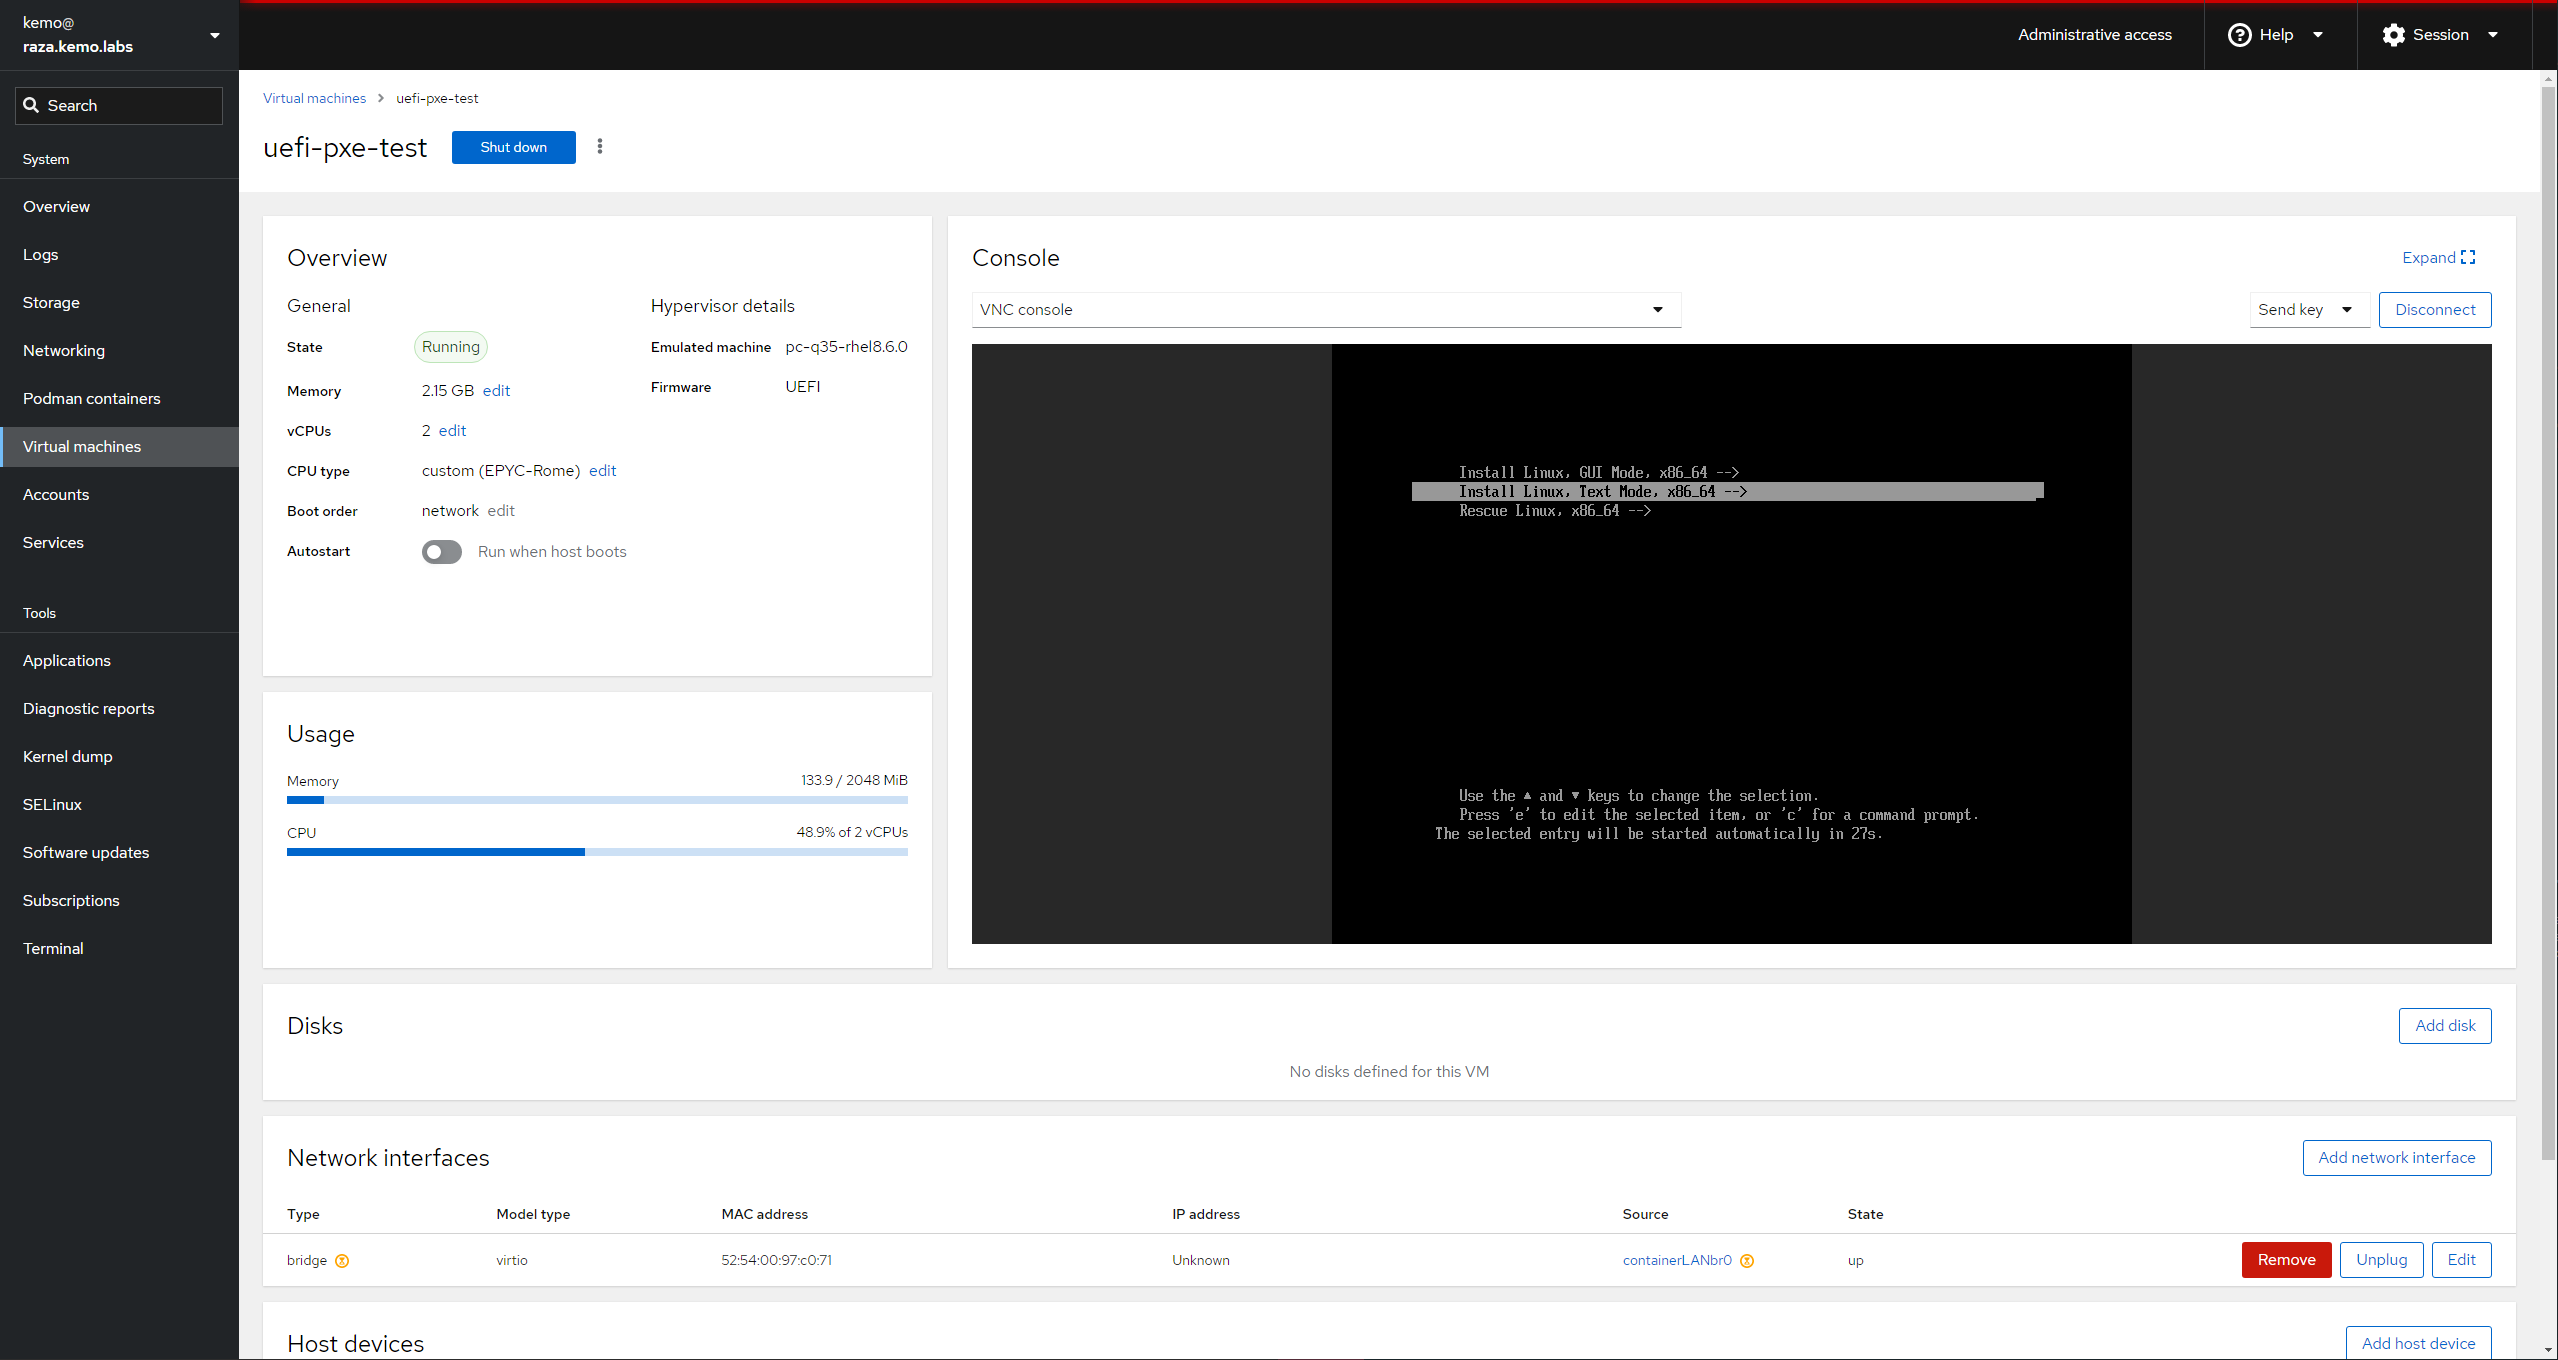 kemo@
raza.kemo.labs
Administrative access
Help
Session
Search
System
Overview
Logs
Storage
Networking
Podman containers
Virtual machines
Accounts
Services
Tools
Applications
Diagnostic reports
Kernel dump
SELinux
Software updates
Subscriptions
Terminal
Virtual machines > uefi-pxe-test
uefi-pxe-test
Shut down
Overview
General
State Running
Memory 2.15 GB edit
vCPUs 2 edit
CPU type custom (EPYC-Rome) edit
Boot order network edit
Autostart Run when host boots
Hypervisor details
Emulated machine pc-q35-rhel8.6.0
Firmware UEFI
Usage
Memory 133.9 / 2048 MiB
CPU 48.9% of 2 vCPUs
Console
Expand
VNC console
Send key
Disconnect
Install Linux, GUI Mode, x86_64 -->
Install Linux, Text Mode, x86_64 -->
Rescue Linux, x86_64 -->
Use the ▲ and ▼ keys to change the selection.
Press 'e' to edit the selected item, or 'c' for a command prompt.
The selected entry will be started automatically in 27s.
Disks
Add disk
No disks defined for this VM
Network interfaces
Add network interface
Type Model type MAC address IP address Source State
bridge virtio 52:54:00:97:c0:71 Unknown containerLANbr0 up Remove Unplug Edit
Host devices
Add host device